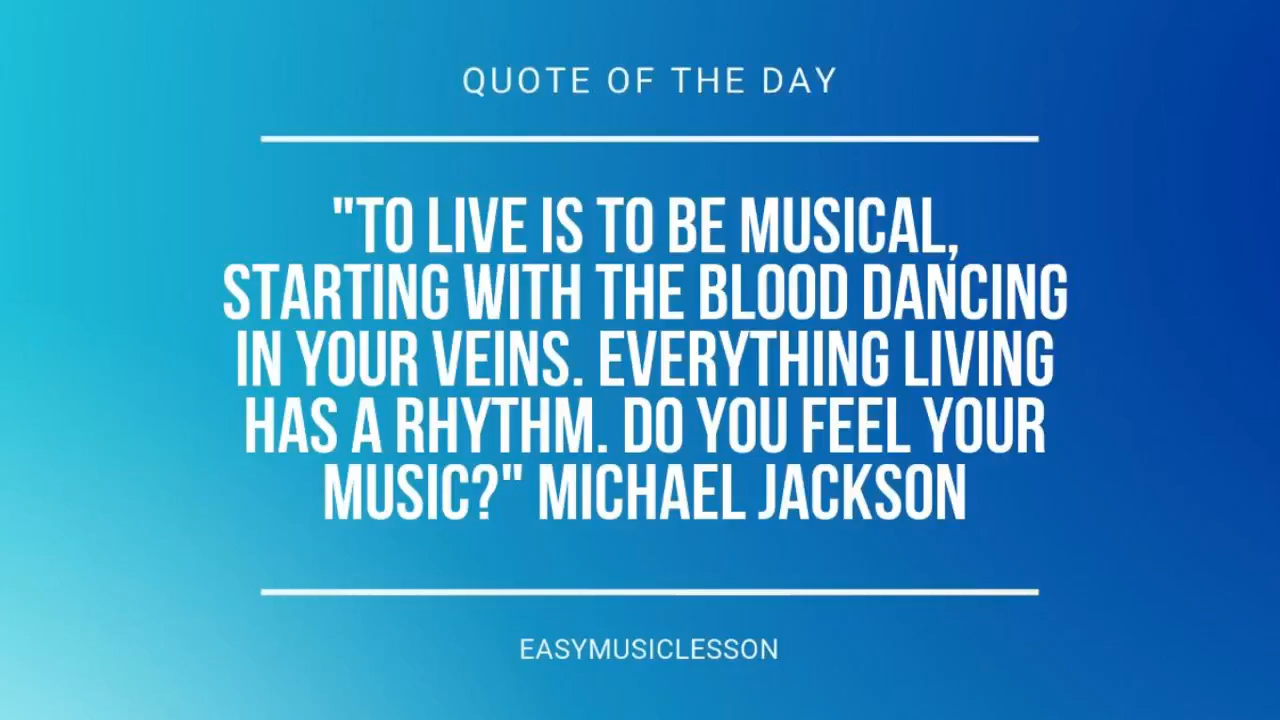 QUOTE OF THE DAY
"TO LIVE IS TO BE MUSICAL,
STARTING WITH THE BLOOD DANCING
IN YOUR VEINS. EVERYTHING LIVING
HAS A RHYTHM. DO YOU FEEL YOUR
MUSIC?" MICHAEL JACKSON
EASYMUSICLESSON